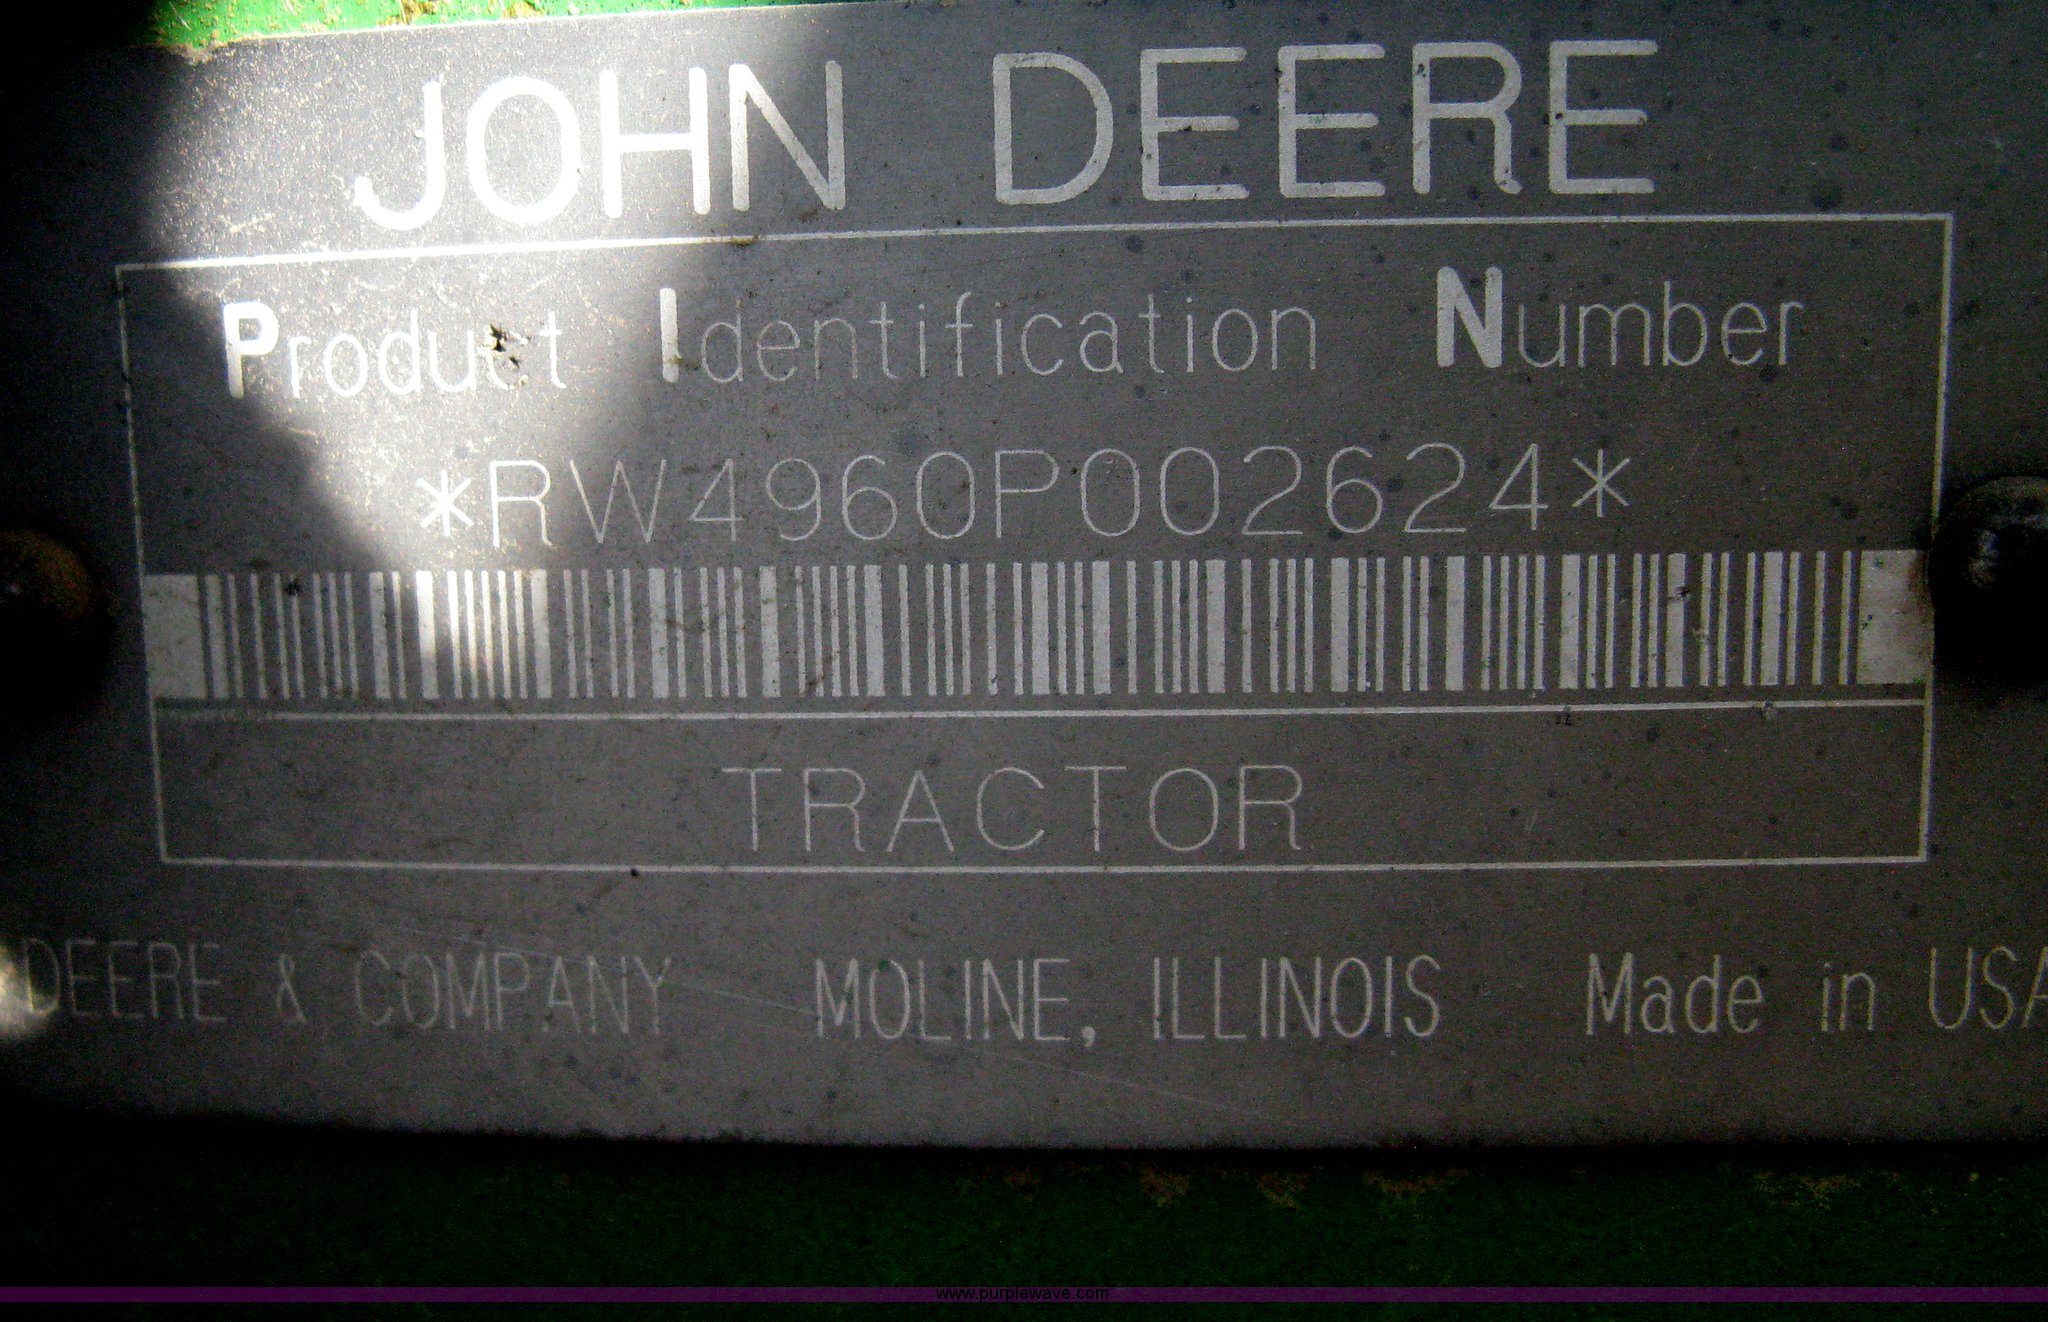 JOHN DEERE
Product Identification Number
*RW4960P002624*
TRACTOR
DEERE & COMPANY MOLINE, ILLINOIS Made in USA
www.purplewave.com